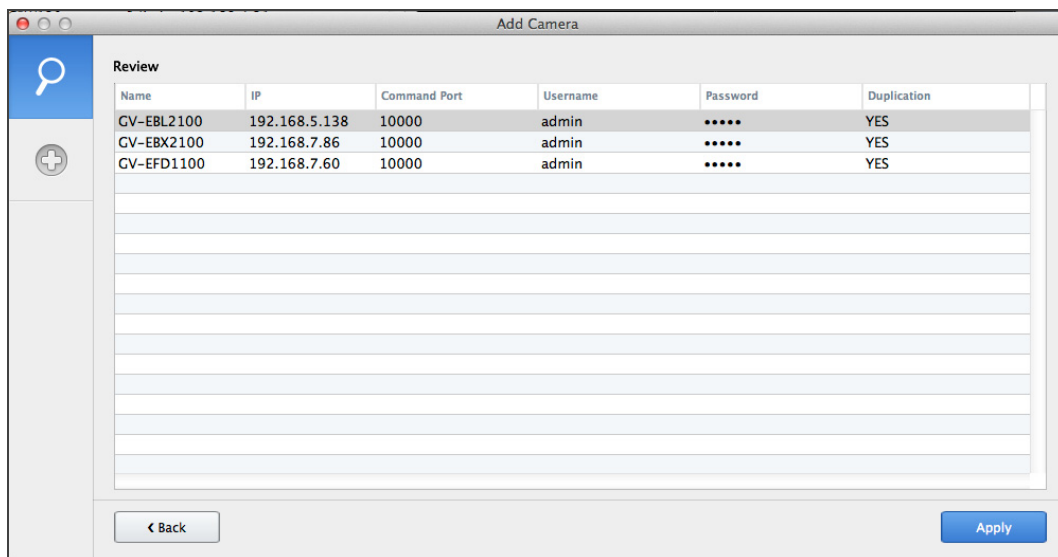 Add Camera
Review
Name IP Command Port Username Password Duplication
GV-EBL2100 192.168.5.138 10000 admin ••••• YES
GV-EBX2100 192.168.7.86 10000 admin ••••• YES
GV-EFD1100 192.168.7.60 10000 admin ••••• YES
Back Apply